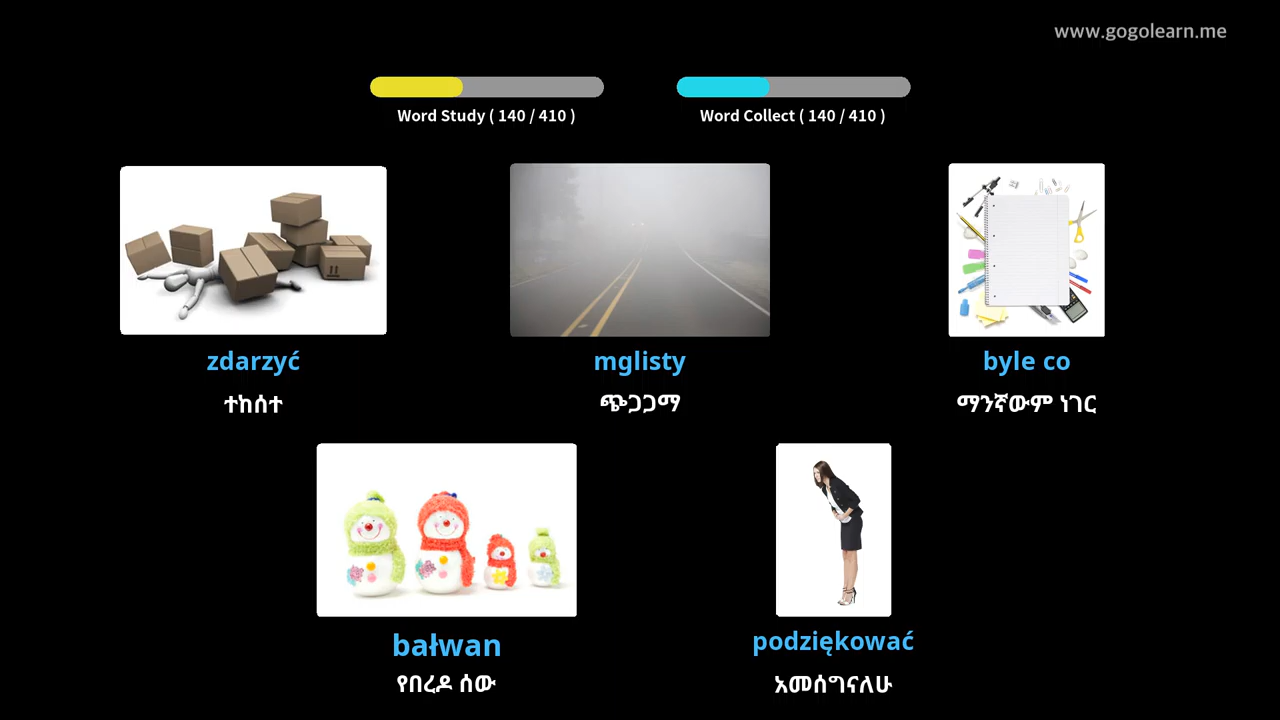 www.gogolearn.me
Word Study ( 140 / 410 )
Word Collect ( 140 / 410 )
zdarzyć
ተከሰተ
mglisty
ጭጋጋማ
byle co
ማንኛውም ነገር
bałwan
የበረዶ ሰው
podziękować
አመሰግናለሁ